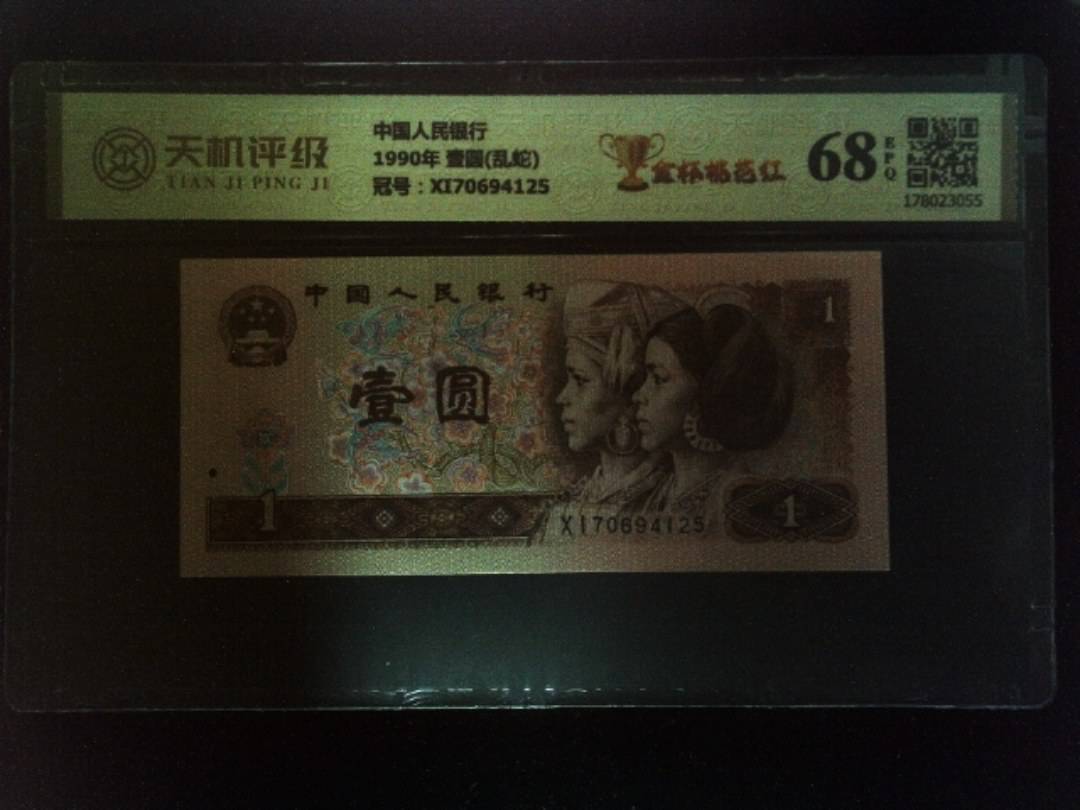 天机评级
TIAN JI PING JI
中国人民银行
1990年 壹圆(乱蛇)
冠号：XI70694125
金杯桃花红
68
EPQ
178023055
中国人民银行
1
壹圆
1
XI70694125
1